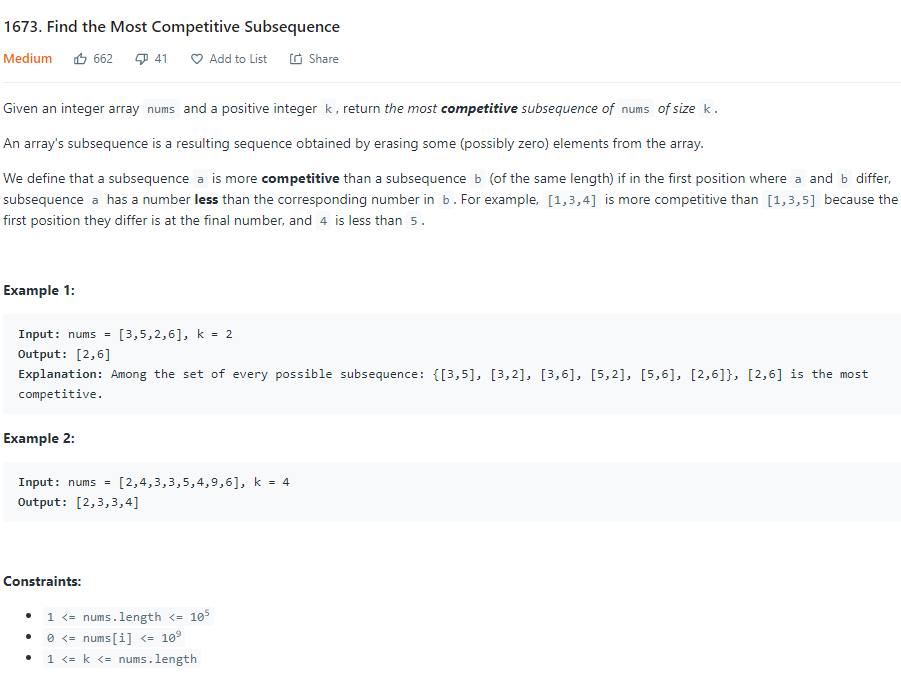 1673. Find the Most Competitive Subsequence
Medium 662 41 Add to List Share
Given an integer array nums and a positive integer k, return the most competitive subsequence of nums of size k.
An array's subsequence is a resulting sequence obtained by erasing some (possibly zero) elements from the array.
We define that a subsequence a is more competitive than a subsequence b (of the same length) if in the first position where a and b differ,
subsequence a has a number less than the corresponding number in b. For example, [1,3,4] is more competitive than [1,3,5] because the
first position they differ is at the final number, and 4 is less than 5.
Example 1:
Input: nums = [3,5,2,6], k = 2
Output: [2,6]
Explanation: Among the set of every possible subsequence: {[3,5], [3,2], [3,6], [5,2], [5,6], [2,6]}, [2,6] is the most
competitive.
Example 2:
Input: nums = [2,4,3,3,5,4,9,6], k = 4
Output: [2,3,3,4]
Constraints:
• 1 <= nums.length <= 10⁵
• 0 <= nums[i] <= 10⁹
• 1 <= k <= nums.length